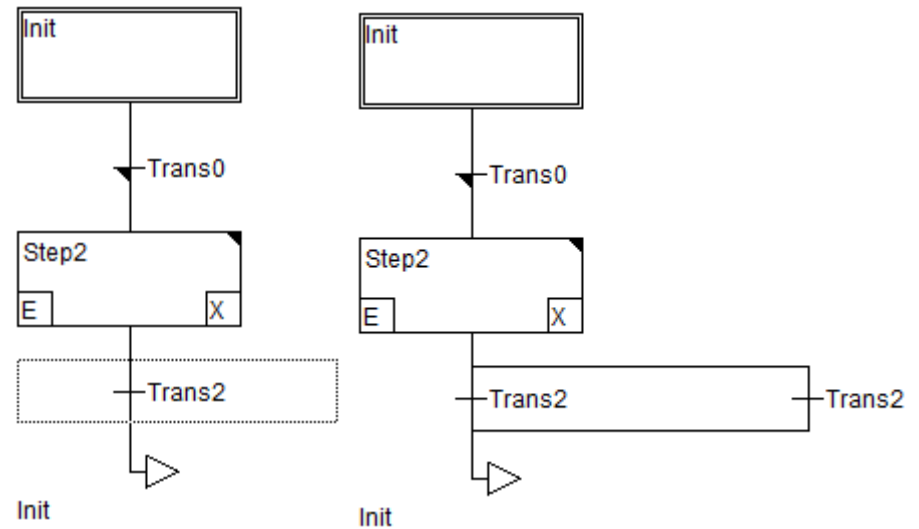 Init
Trans0
Step2
E X
Trans2
Init
Init
Trans0
Step2
E X
Trans2 Trans2
Init